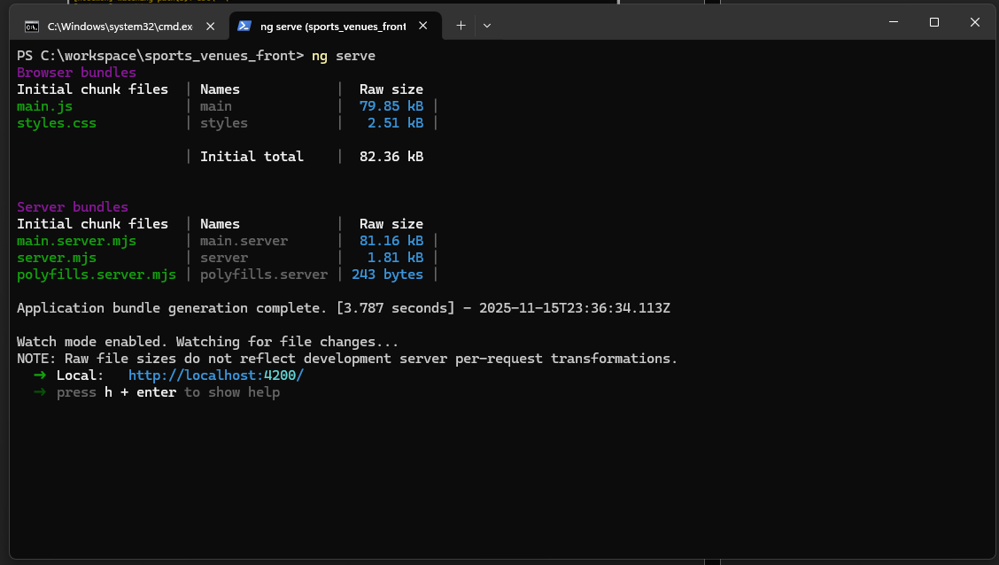 C:\Windows\system32\cmd.ex
ng serve (sports_venues_front
PS C:\workspace\sports_venues_front> ng serve
Browser bundles
Initial chunk files | Names | Raw size
main.js | main | 79.85 kB |
styles.css | styles | 2.51 kB |
| Initial total | 82.36 kB
Server bundles
Initial chunk files | Names | Raw size
main.server.mjs | main.server | 81.16 kB |
server.mjs | server | 1.81 kB |
polyfills.server.mjs | polyfills.server | 243 bytes |
Application bundle generation complete. [3.787 seconds] - 2025-11-15T23:36:34.113Z
Watch mode enabled. Watching for file changes...
NOTE: Raw file sizes do not reflect development server per-request transformations.
➜ Local: http://localhost:4200/
➜ press h + enter to show help